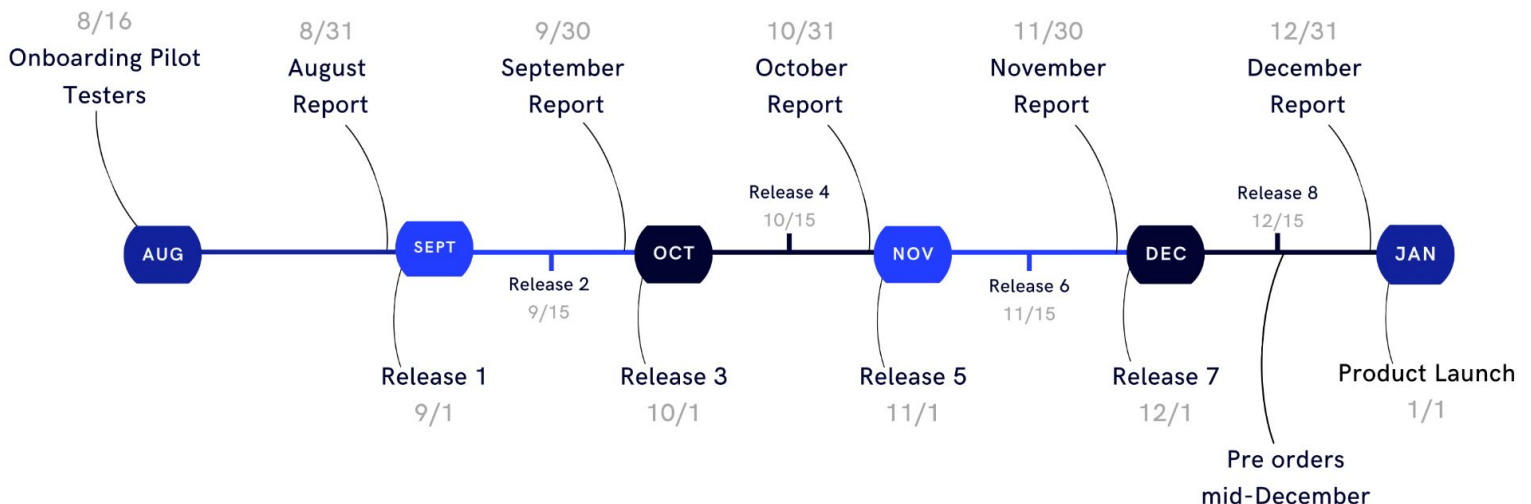 8/16
Onboarding Pilot
Testers
8/31
August
Report
9/30
September
Report
10/31
October
Report
11/30
November
Report
12/31
December
Report
Release 4
10/15
Release 8
12/15
AUG
SEPT
OCT
NOV
DEC
JAN
Release 2
9/15
Release 6
11/15
Release 1
9/1
Release 3
10/1
Release 5
11/1
Release 7
12/1
Product Launch
1/1
Pre orders
mid-December